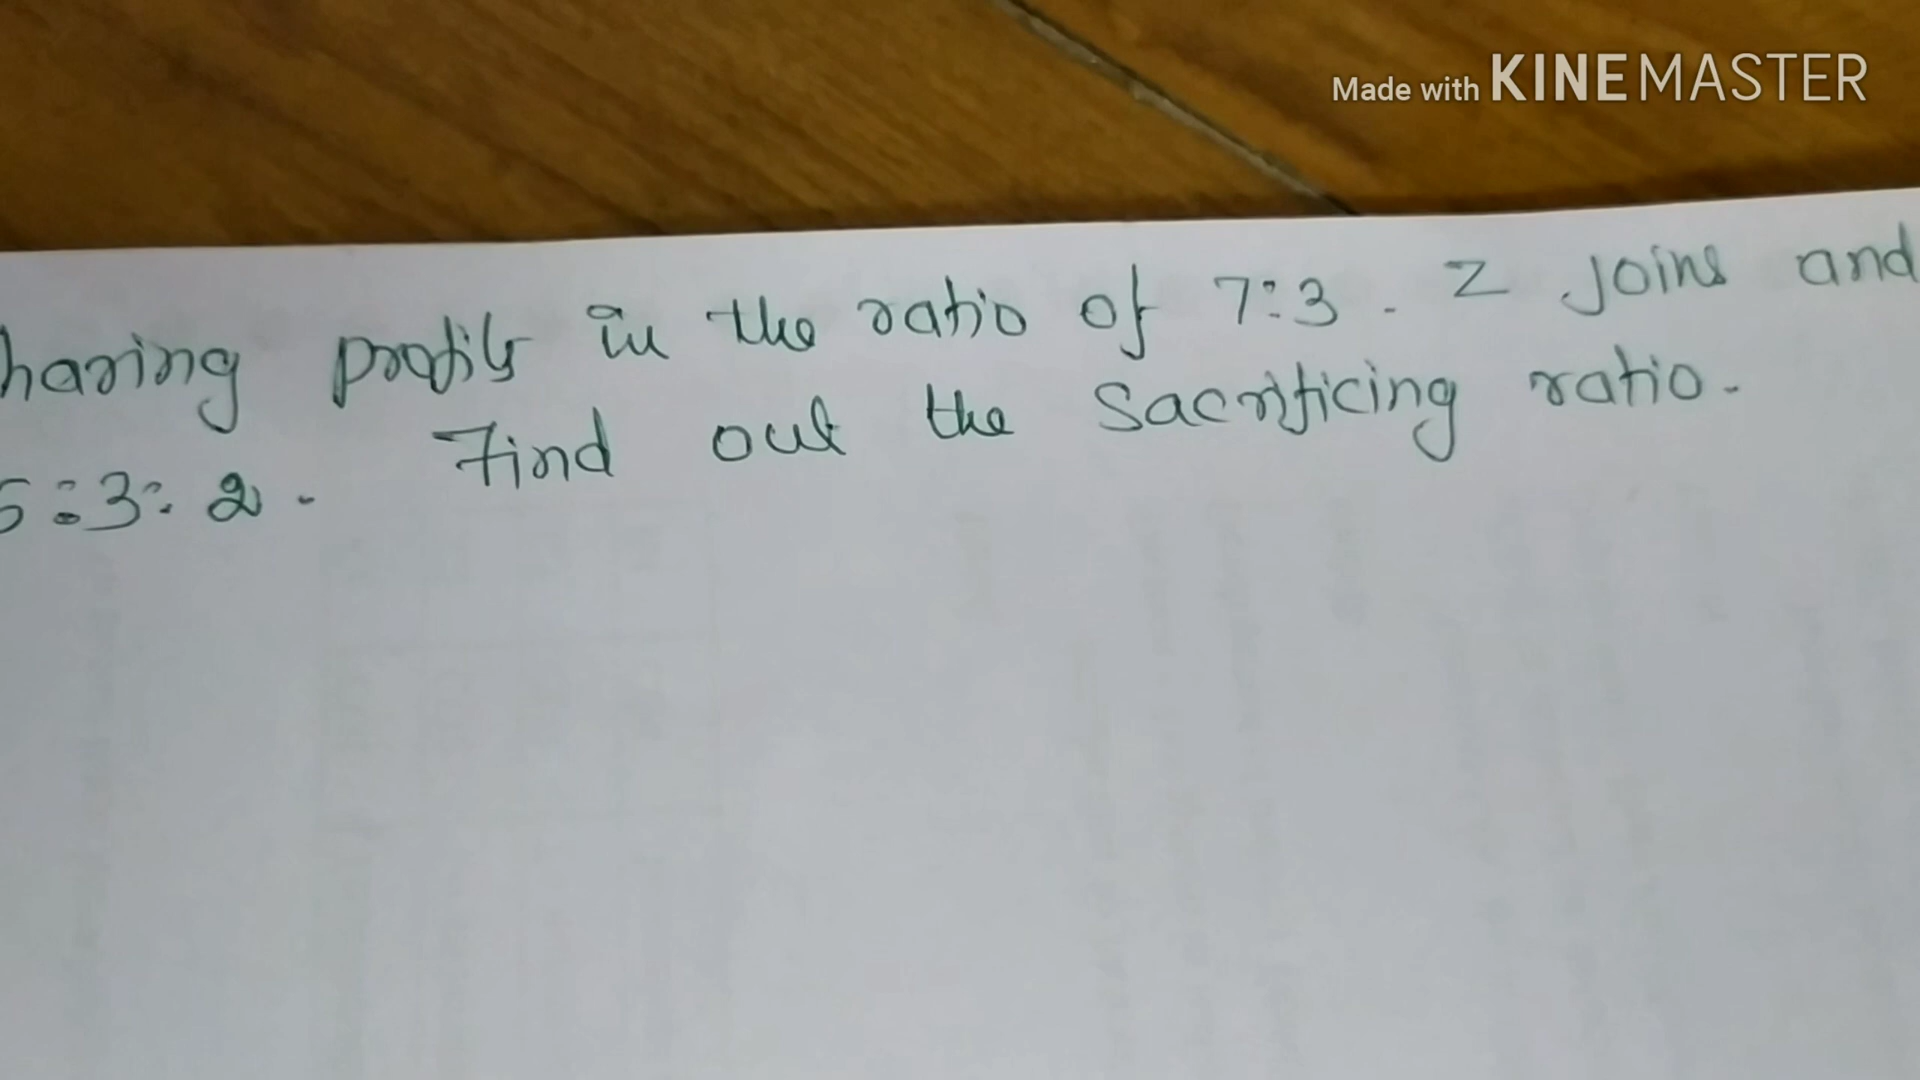 Made with KINEMASTER
haring profits in the ratio of 7:3. Z joins and
5:3:2. Find out the Sacrificing ratio.